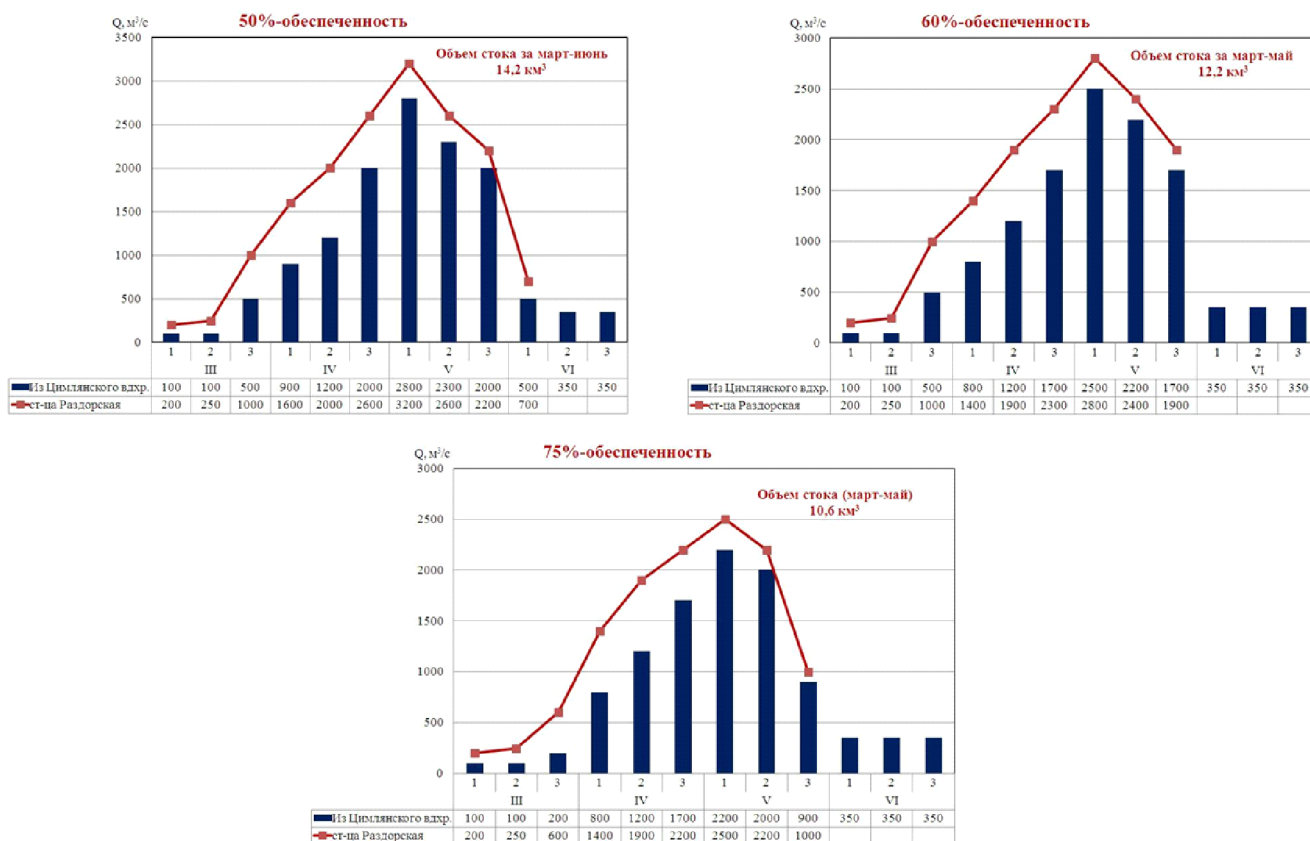 50%-обеспеченность
Q, м³/с
Объем стока за март-июнь
14,2 км³
3500
3000
2500
2000
1500
1000
500
0
1 2 3 1 2 3 1 2 3 1 2 3
III IV V VI
Из Цимлянского вдхр. 100 100 500 900 1200 2000 2800 2300 2000 500 350 350
ст-ца Раздорская 200 250 1000 1600 2000 2600 3200 2600 2200 700
60%-обеспеченность
Q, м³/с
Объем стока за март-май
12,2 км³
3000
2500
2000
1500
1000
500
0
1 2 3 1 2 3 1 2 3 1 2 3
III IV V VI
Из Цимлянского вдхр. 100 100 500 800 1200 1700 2500 2200 1700 350 350 350
ст-ца Раздорская 200 250 1000 1400 1900 2300 2800 2400 1900
75%-обеспеченность
Q, м³/с
Объем стока (март-май)
10,6 км³
3000
2500
2000
1500
1000
500
0
1 2 3 1 2 3 1 2 3 1 2 3
III IV V VI
Из Цимлянского вдхр. 100 100 200 800 1200 1700 2200 2000 900 350 350 350
ст-ца Раздорская 200 250 600 1400 1900 2200 2500 2200 1000